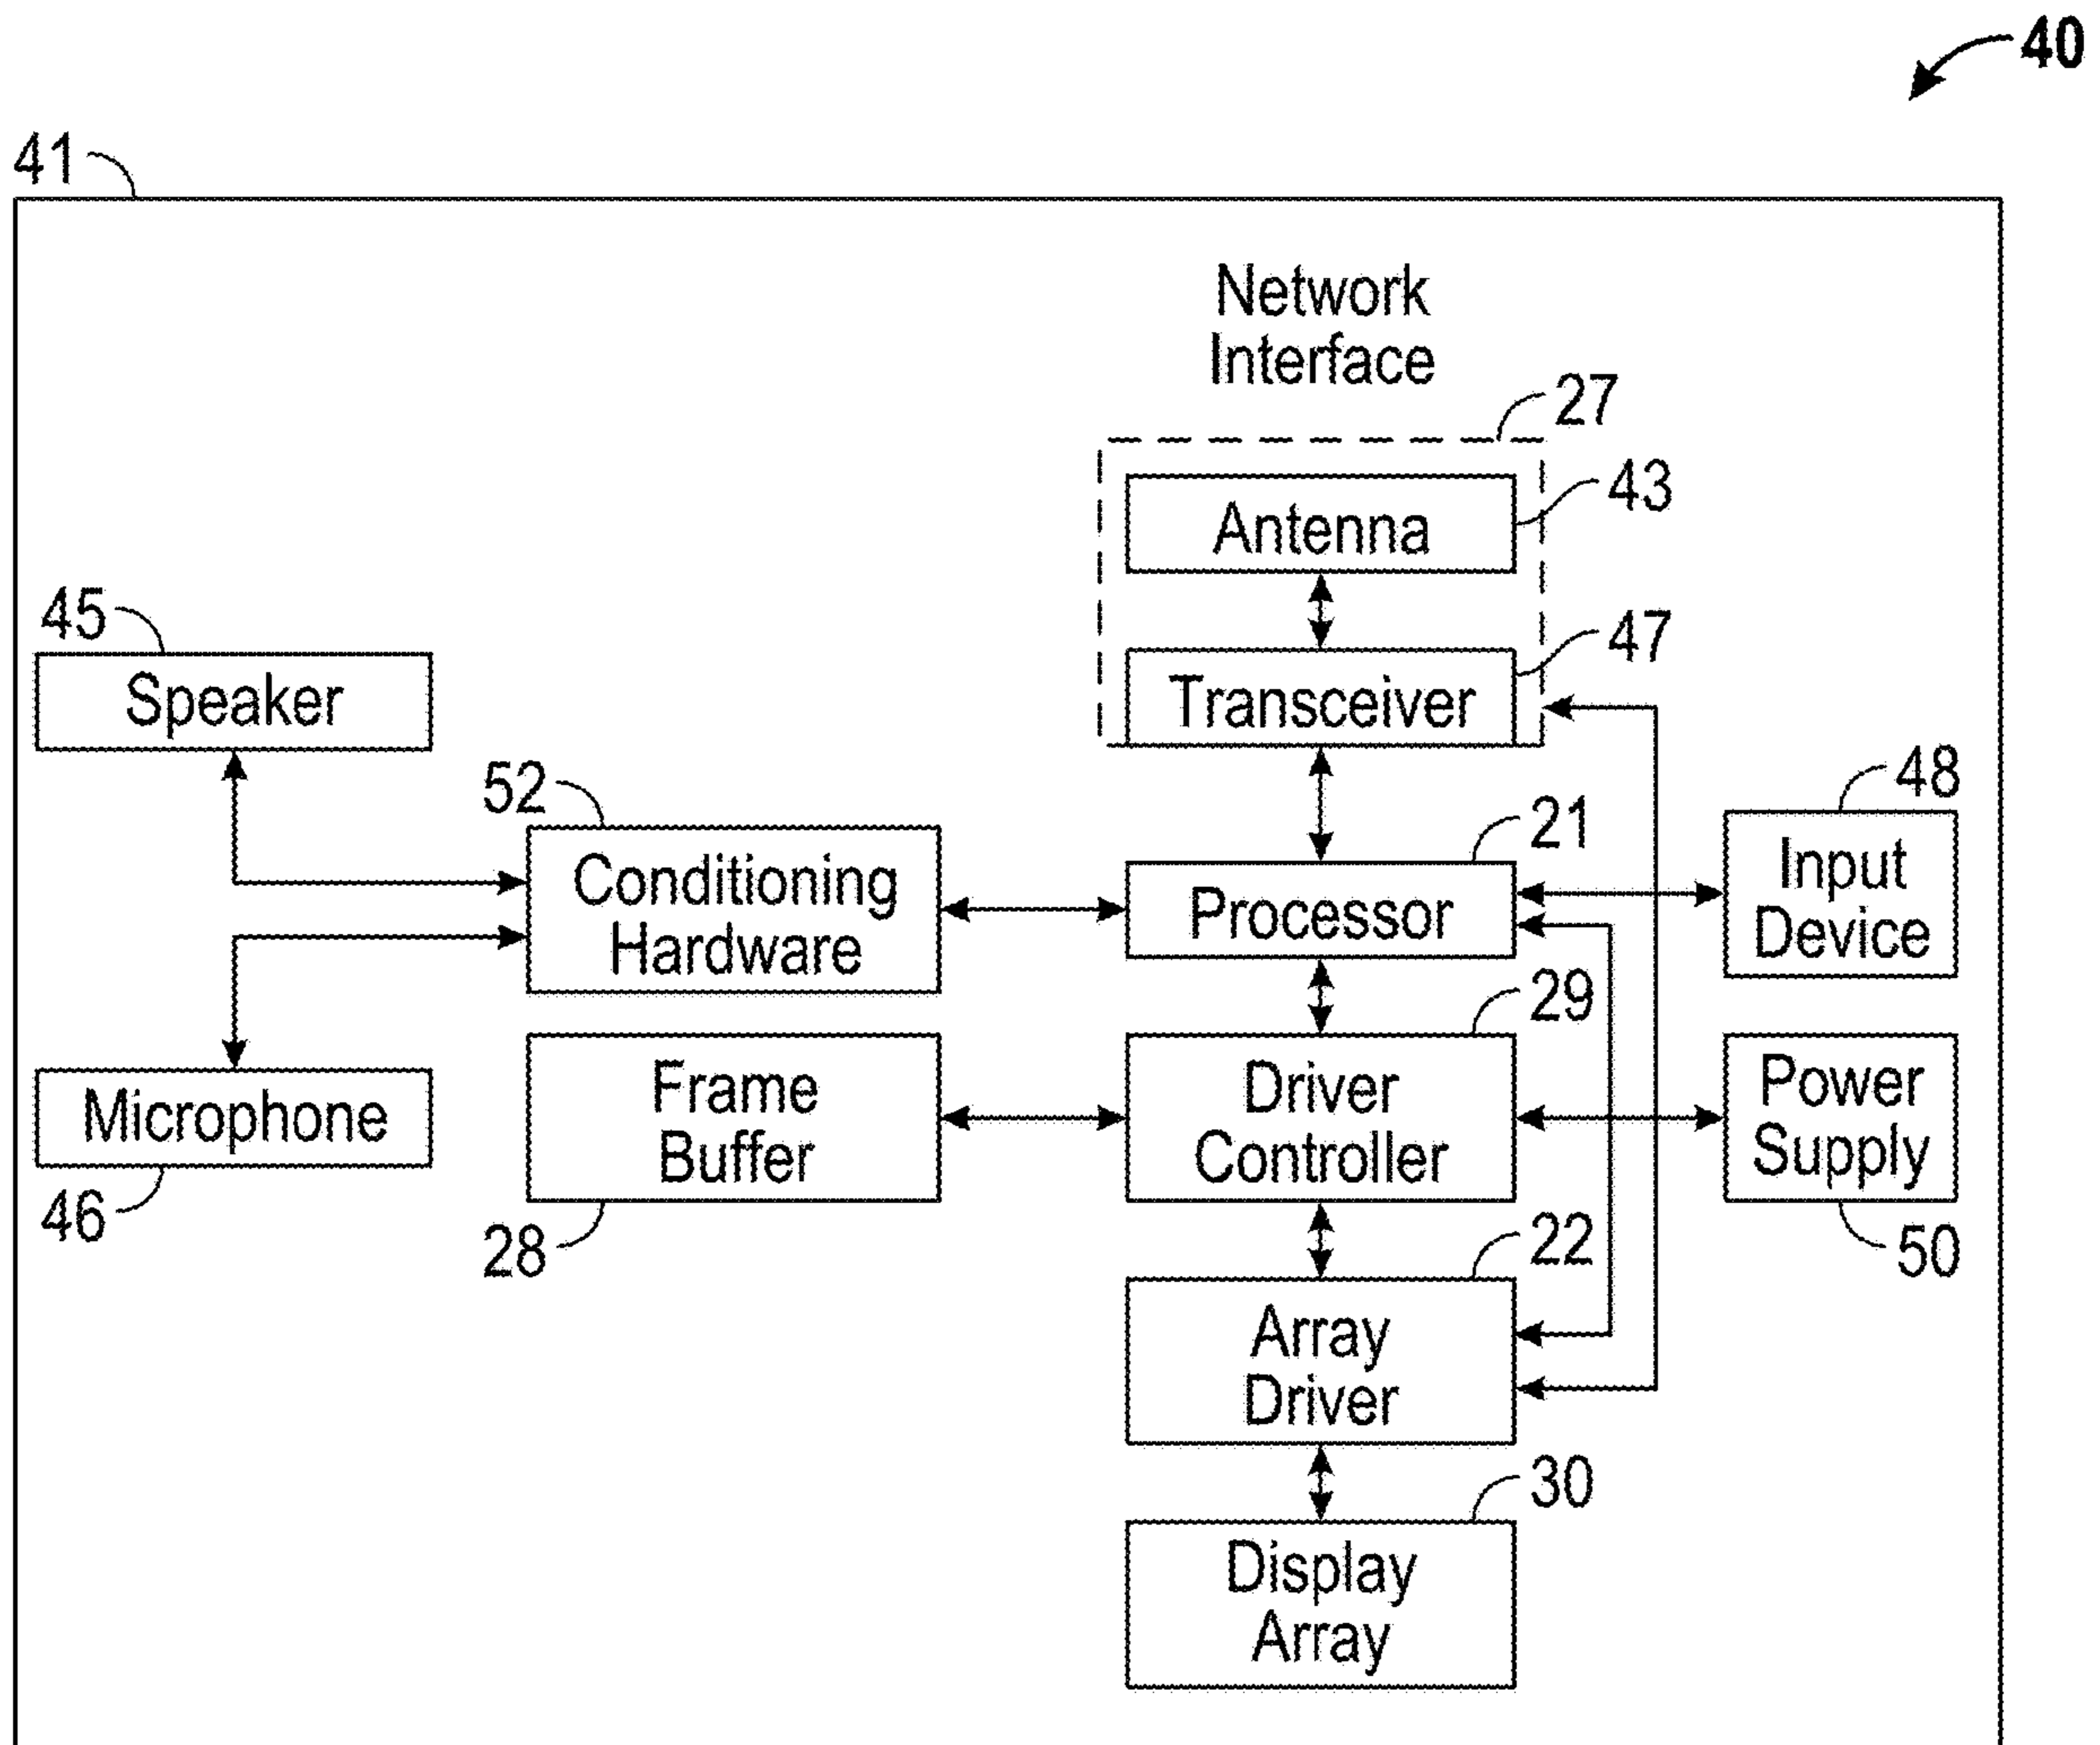 40
41
Network
Interface
27
Antenna
43
45
Speaker
Transceiver
47
52
Conditioning
Hardware
21
Processor
48
Input
Device
Microphone
46
Frame
Buffer
28
29
Driver
Controller
Power
Supply
50
22
Array
Driver
30
Display
Array